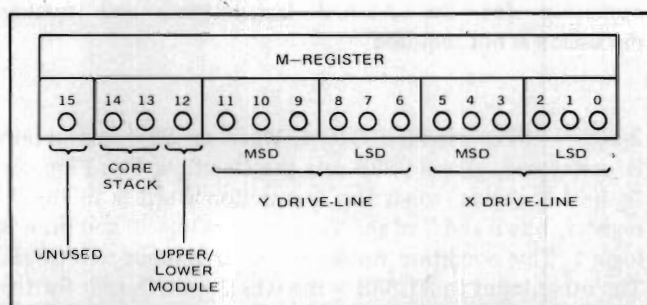 M-REGISTER
15 14 13 12 11 10 9 8 7 6 5 4 3 2 1 0
MSD LSD MSD LSD
CORE
STACK
Y DRIVE-LINE X DRIVE-LINE
UNUSED UPPER/
LOWER
MODULE